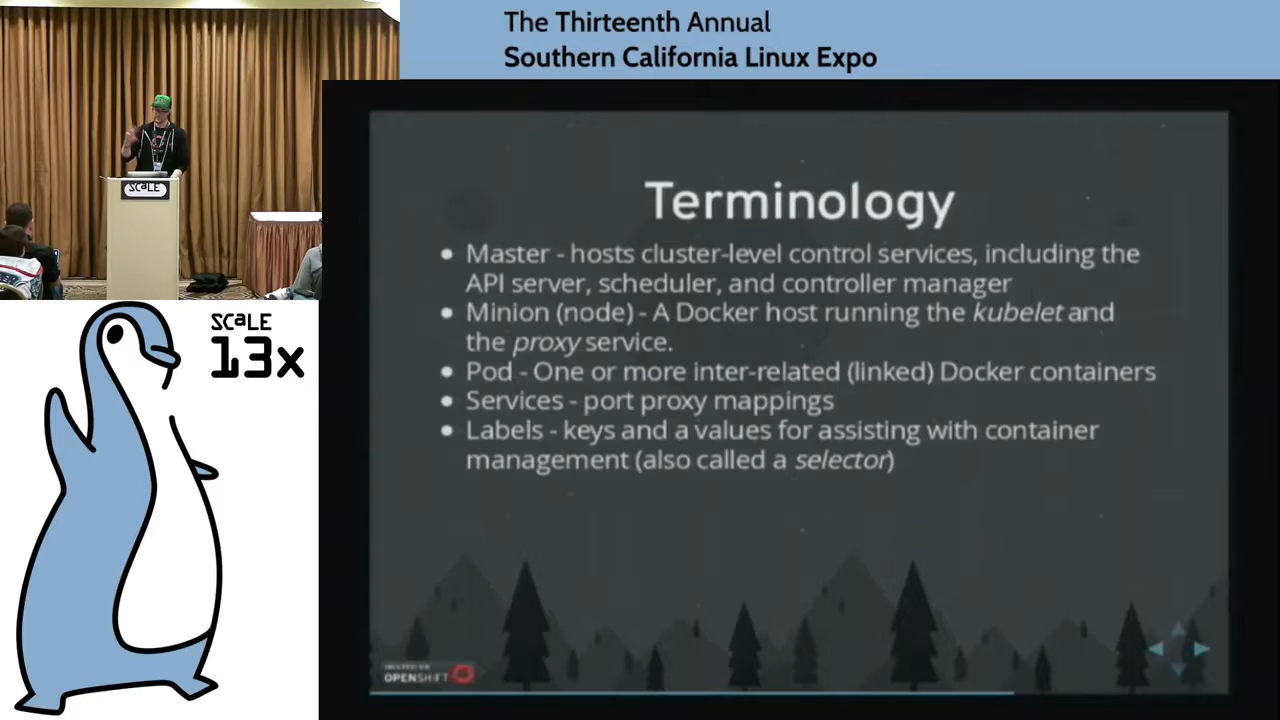 The Thirteenth Annual
Southern California Linux Expo
SCaLE
SCaLE
13x
Terminology
Master - hosts cluster-level control services, including the
API server, scheduler, and controller manager
Minion (node) - A Docker host running the kubelet and
the proxy service.
Pod - One or more inter-related (linked) Docker containers
Services - port proxy mappings
Labels - keys and a values for assisting with container
management (also called a selector)
HOSTED ON
OPENSHIFT